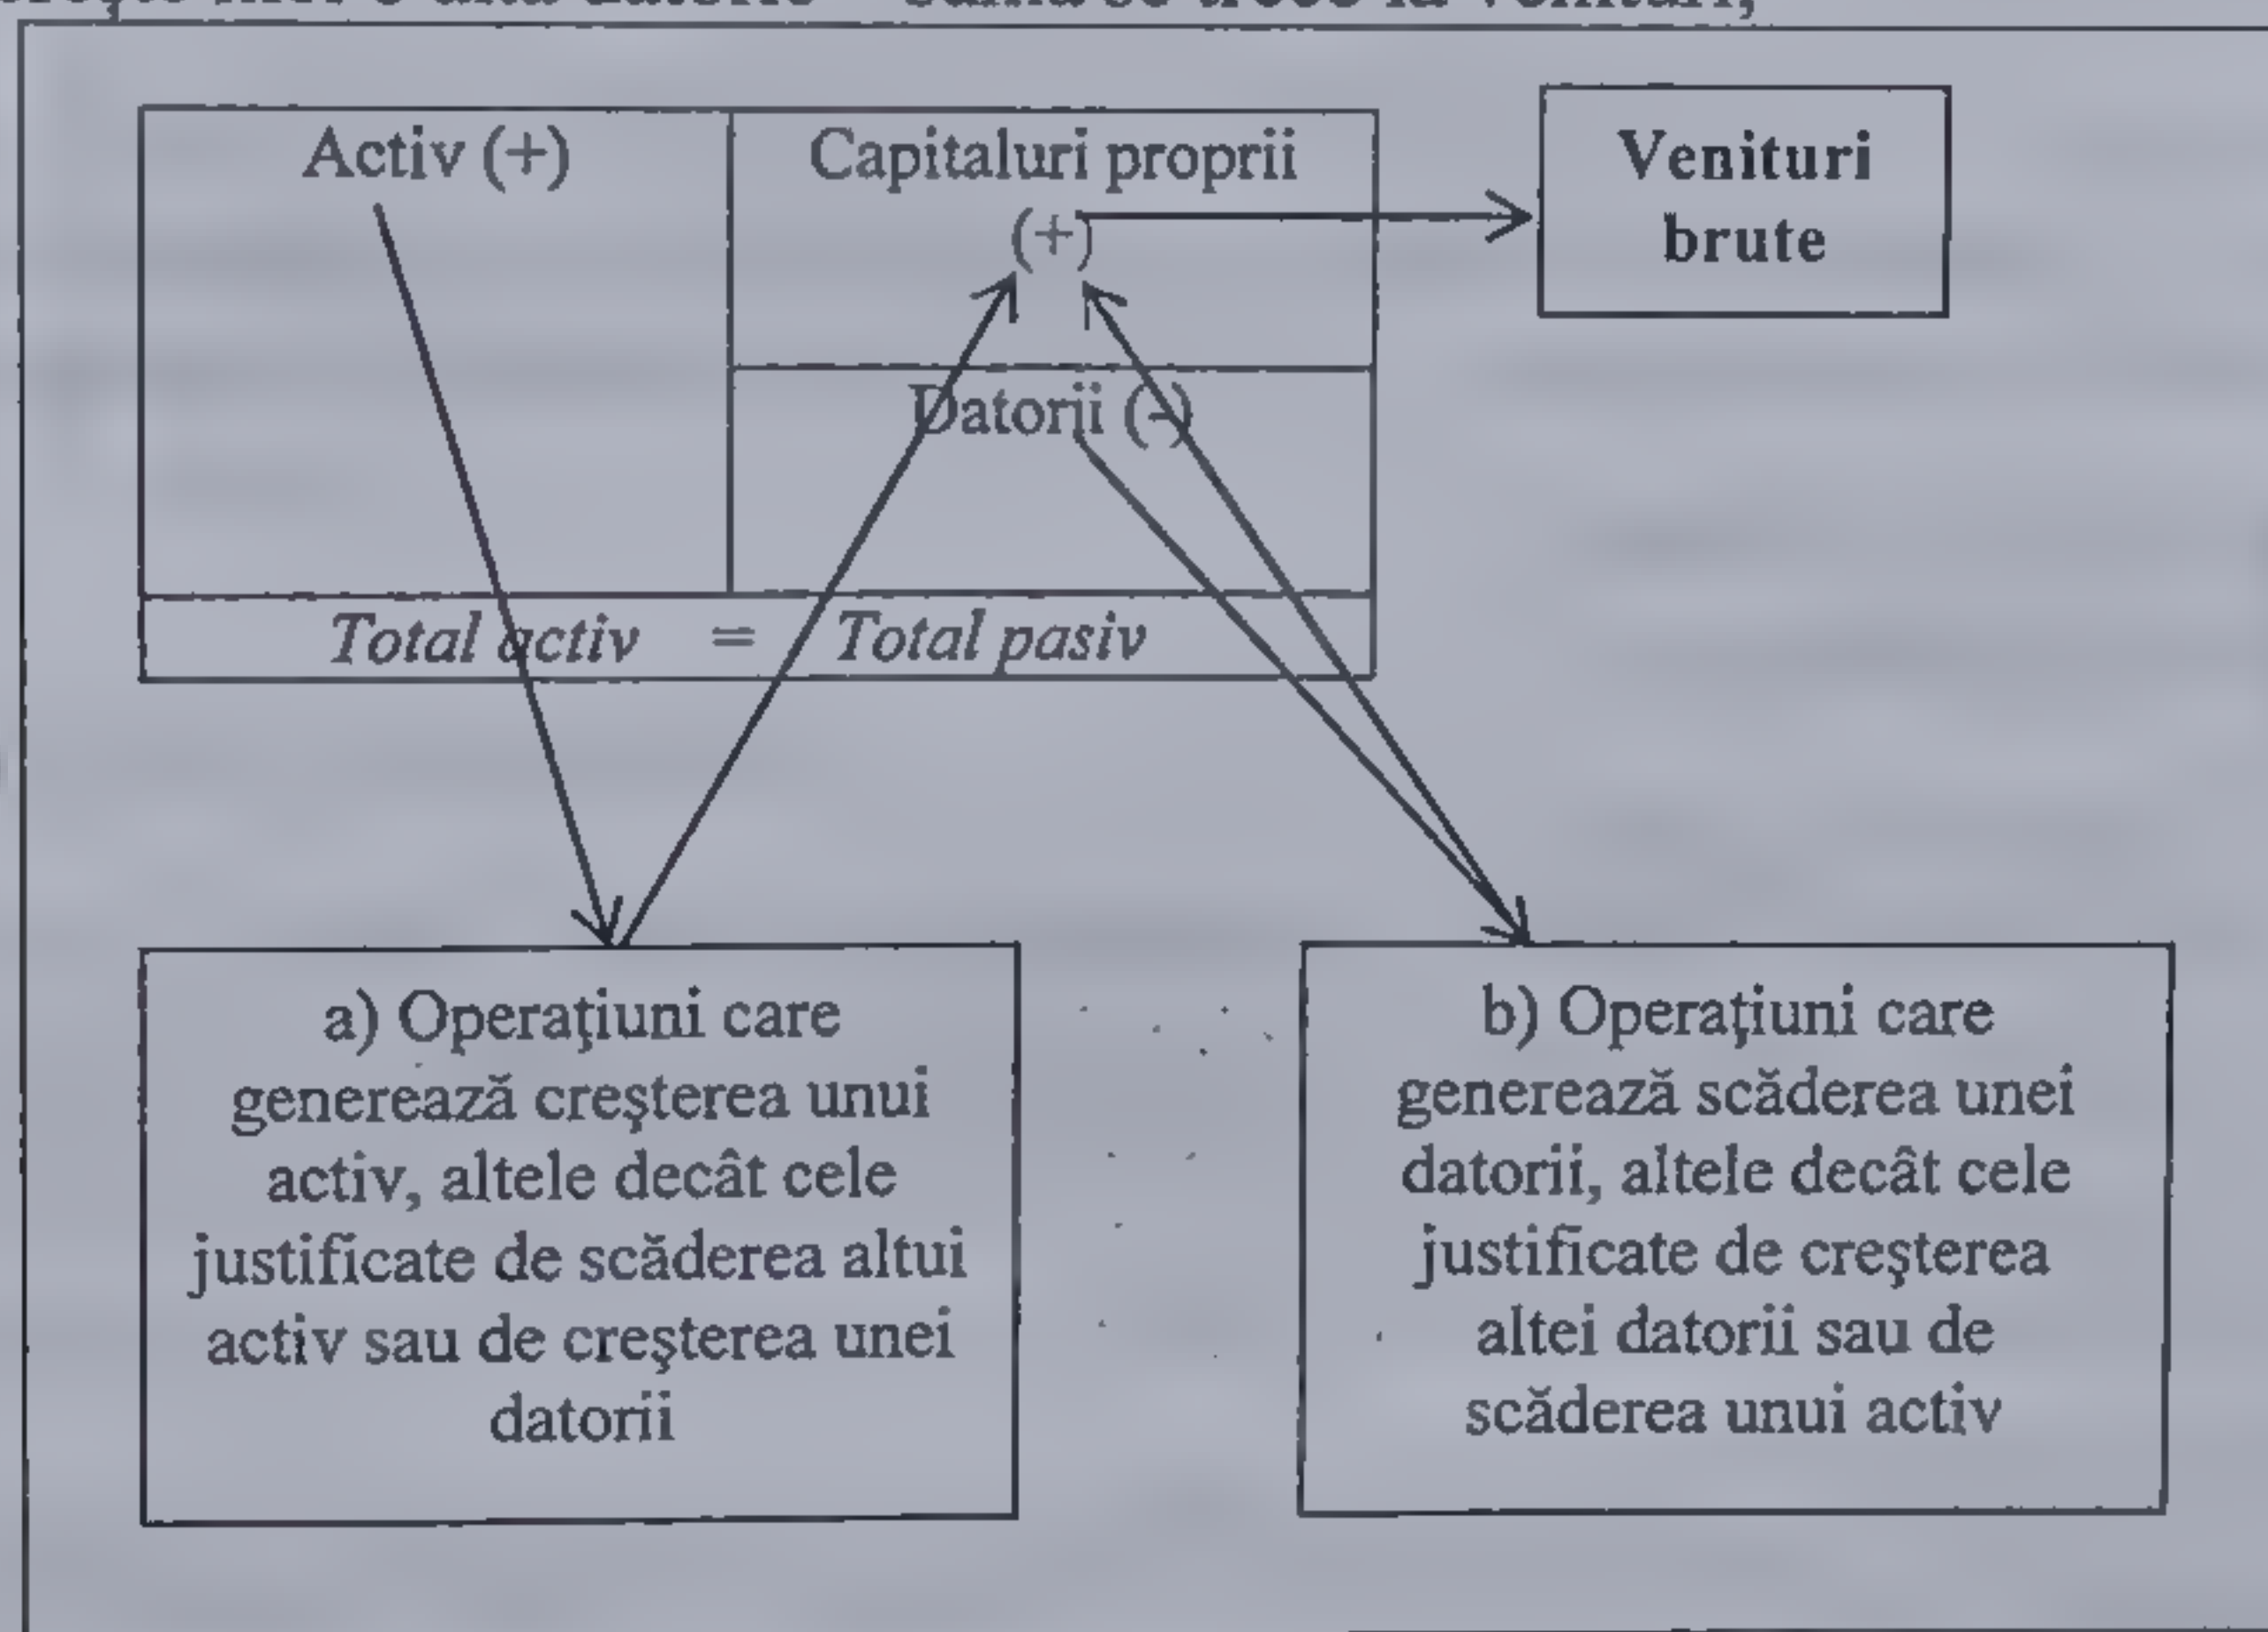 Activ (+)
Capitaluri proprii
(+)
Venituri
brute
Datorii (-)
Total activ = Total pasiv
a) Operaţiuni care
generează creşterea unui
activ, altele decât cele
justificate de scăderea altui
activ sau de creşterea unei
datorii
b) Operaţiuni care
generează scăderea unei
datorii, altele decât cele
justificate de creşterea
altei datorii sau de
scăderea unui activ